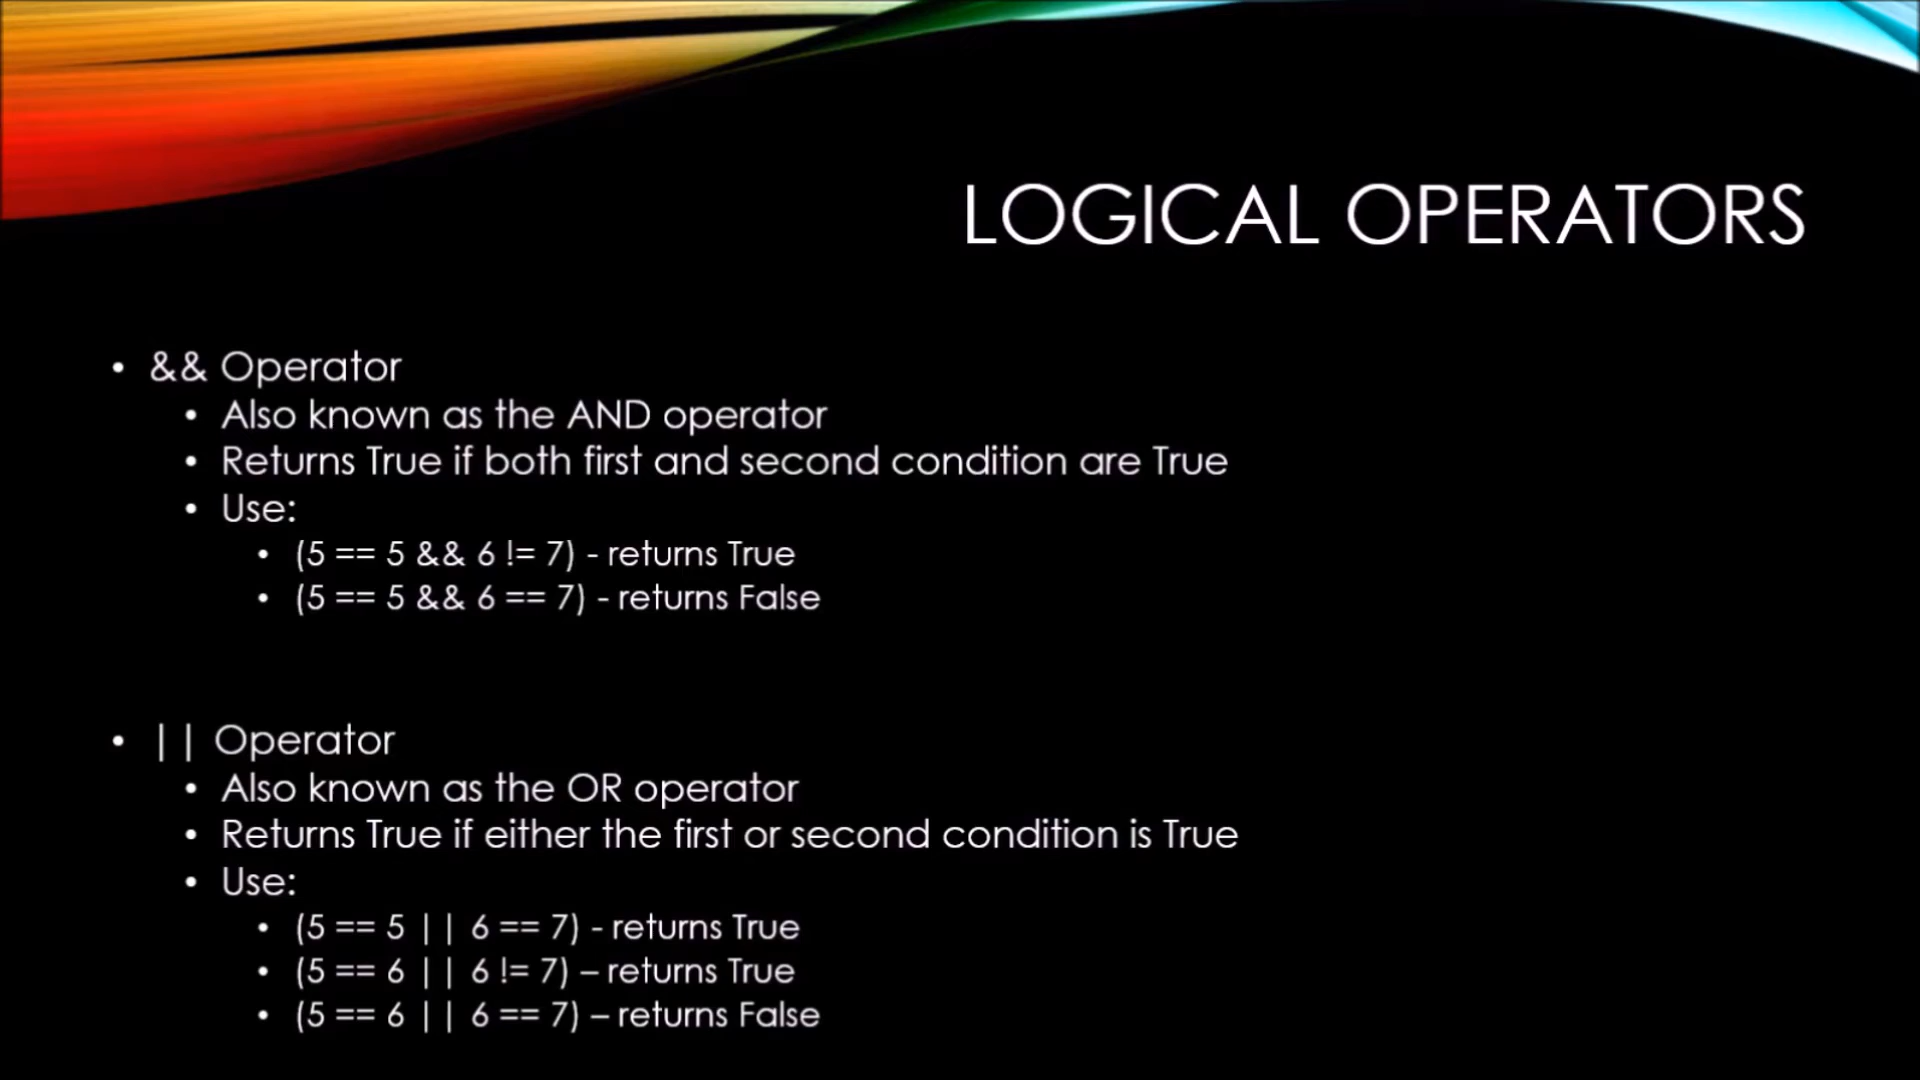 LOGICAL OPERATORS
• && Operator
• Also known as the AND operator
• Returns True if both first and second condition are True
• Use:
• (5 == 5 && 6 != 7) - returns True
• (5 == 5 && 6 == 7) - returns False
• || Operator
• Also known as the OR operator
• Returns True if either the first or second condition is True
• Use:
• (5 == 5 || 6 == 7) - returns True
• (5 == 6 || 6 != 7) – returns True
• (5 == 6 || 6 == 7) – returns False